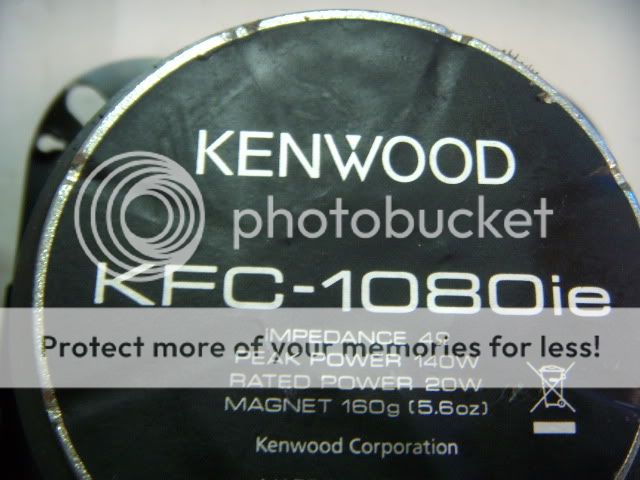 KENWOOD
photobucket
KFC-1080ie
IMPEDANCE 4Ω
Protect more of your memories for less!
PEAK POWER 140W
RATED POWER 20W
MAGNET 160g (5.6oz)
Kenwood Corporation